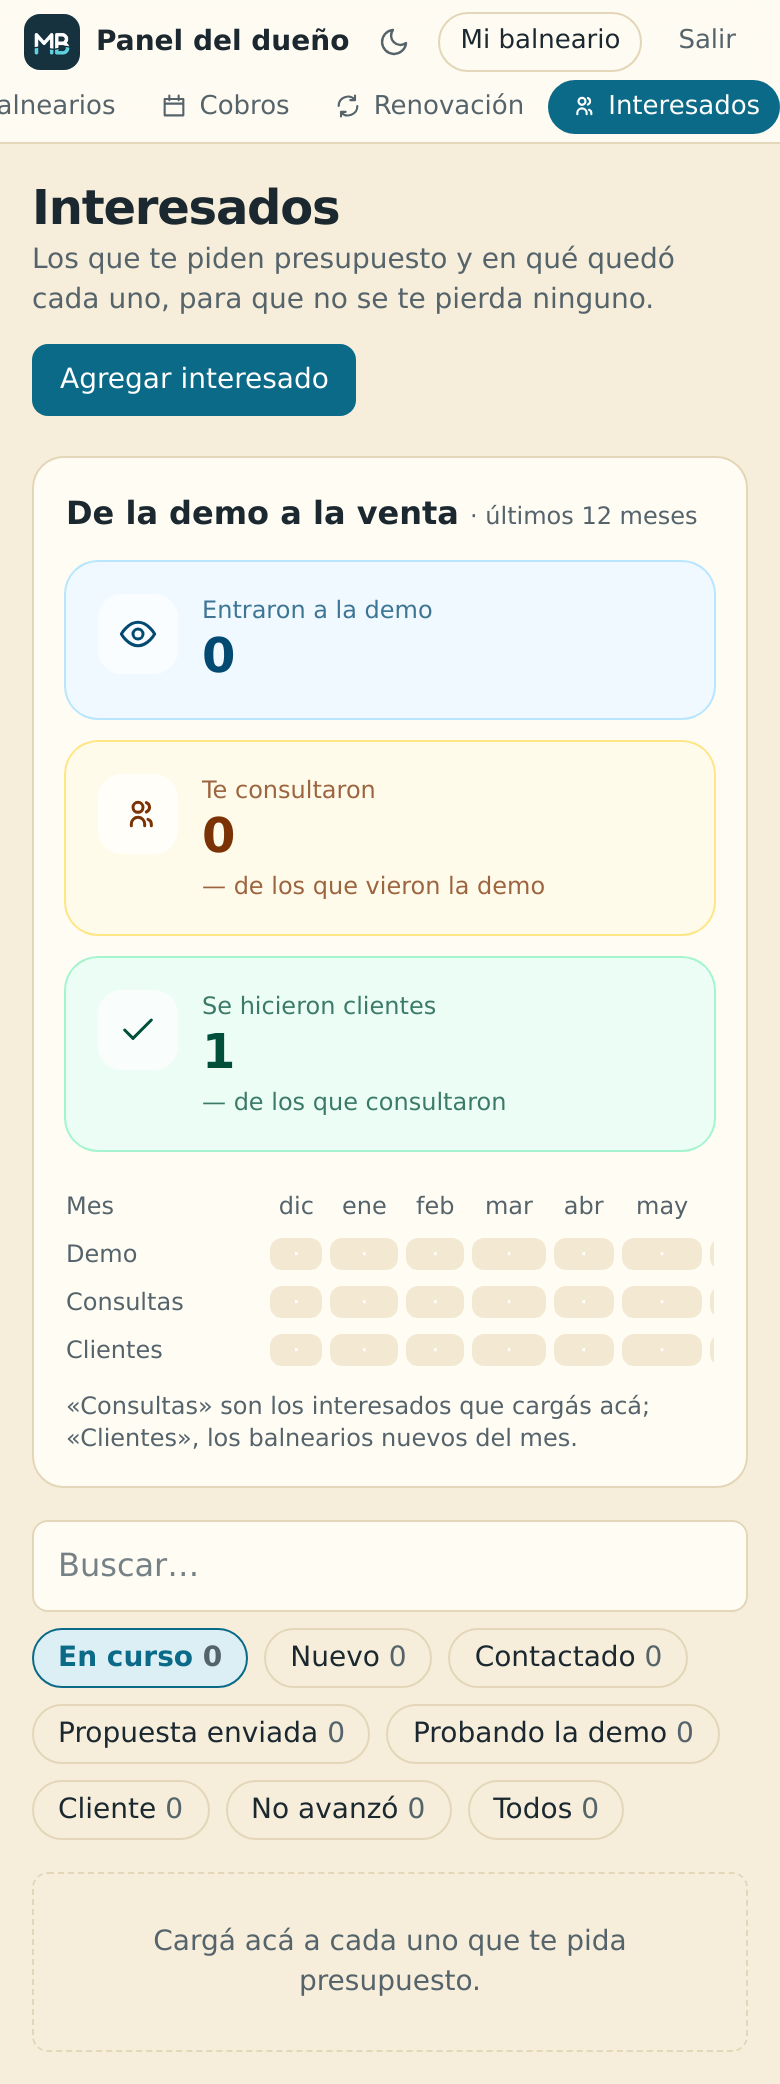 MB Panel del dueño Mi balneario Salir
alnearios Cobros Renovación Interesados
Interesados
Los que te piden presupuesto y en qué quedó
cada uno, para que no se te pierda ninguno.
Agregar interesado
De la demo a la venta · últimos 12 meses
Entraron a la demo
0
Te consultaron
0
— de los que vieron la demo
Se hicieron clientes
1
— de los que consultaron
Mes dic ene feb mar abr may
Demo · · · · · ·
Consultas · · · · · ·
Clientes · · · · · ·
«Consultas» son los interesados que cargás acá;
«Clientes», los balnearios nuevos del mes.
Buscar...
En curso 0 Nuevo 0 Contactado 0
Propuesta enviada 0 Probando la demo 0
Cliente 0 No avanzó 0 Todos 0
Cargá acá a cada uno que te pida
presupuesto.